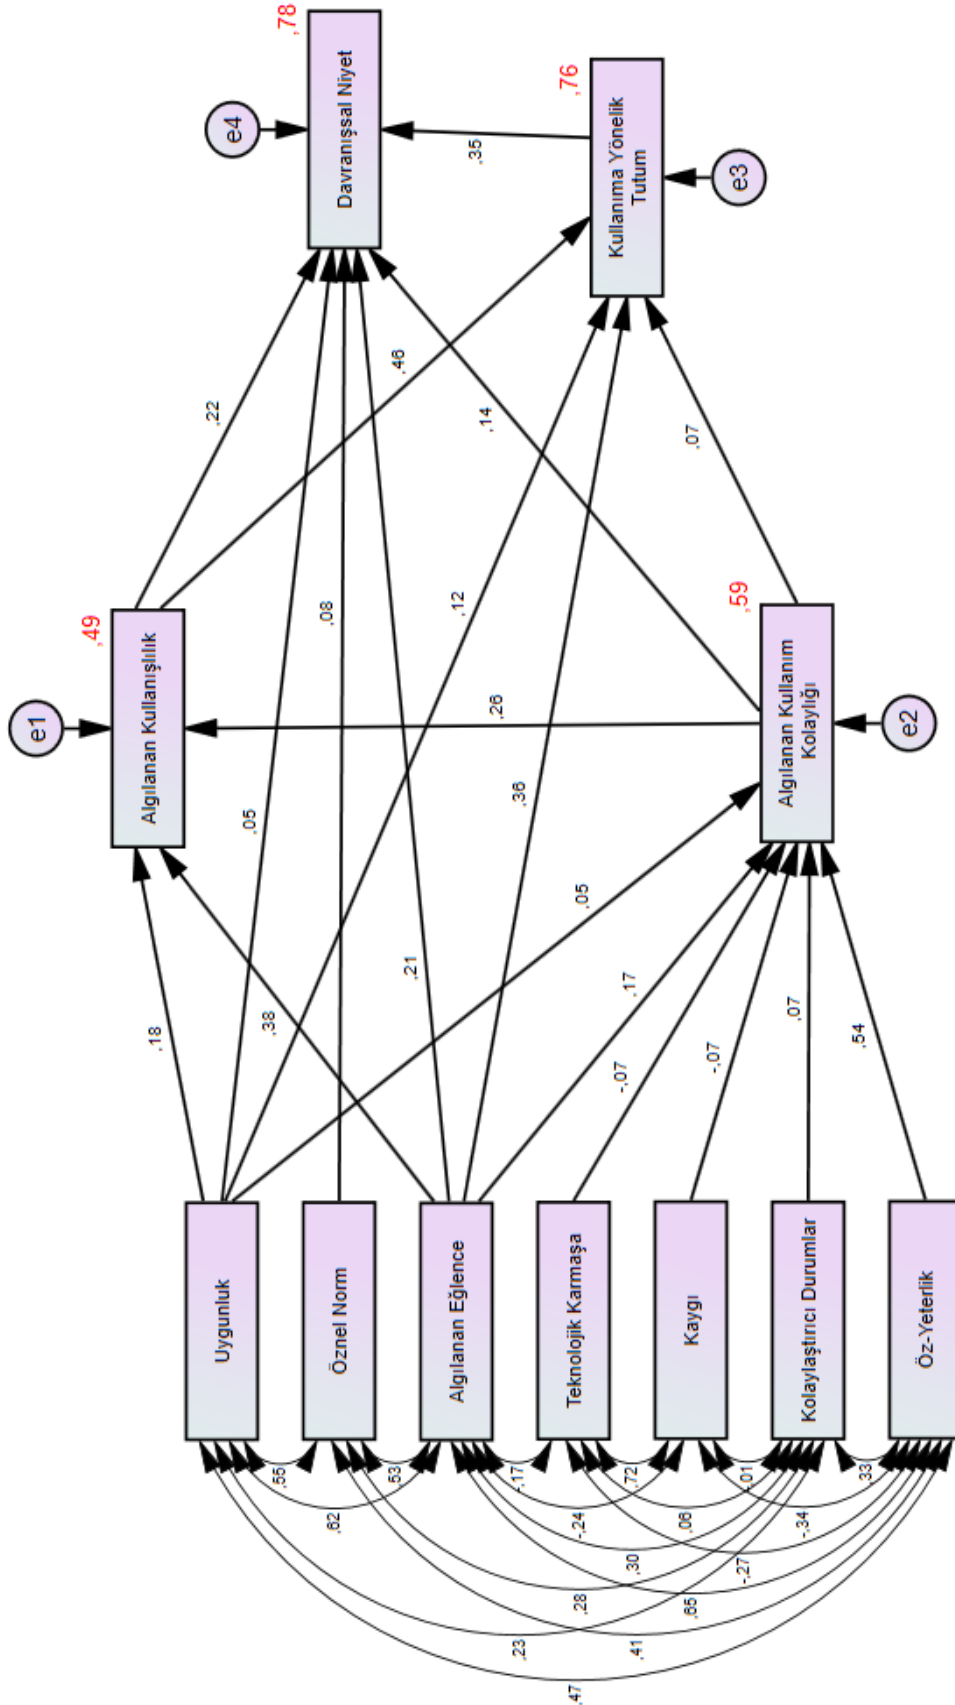 ,78
e4
Davranışsal Niyet
,76
Kullanıma Yönelik
Tutum
e3
,35
,22
,46
,14
,07
,49
e1
Algılanan Kullanışlılık
,05
,08
,12
,26
,36
,59
Algılanan Kullanım
Kolaylığı
e2
,18
,38
,21
,05
,17
-,07
-,07
,07
,54
Uygunluk
Öznel Norm
Algılanan Eğlence
Teknolojik Karmaşa
Kaygı
Kolaylaştırıcı Durumlar
Öz-Yeterlik
,55
,53
-,17
,72
-,01
,33
,62
-,24
,06
-,34
,30
-,27
,28
,65
,23
,41
,47